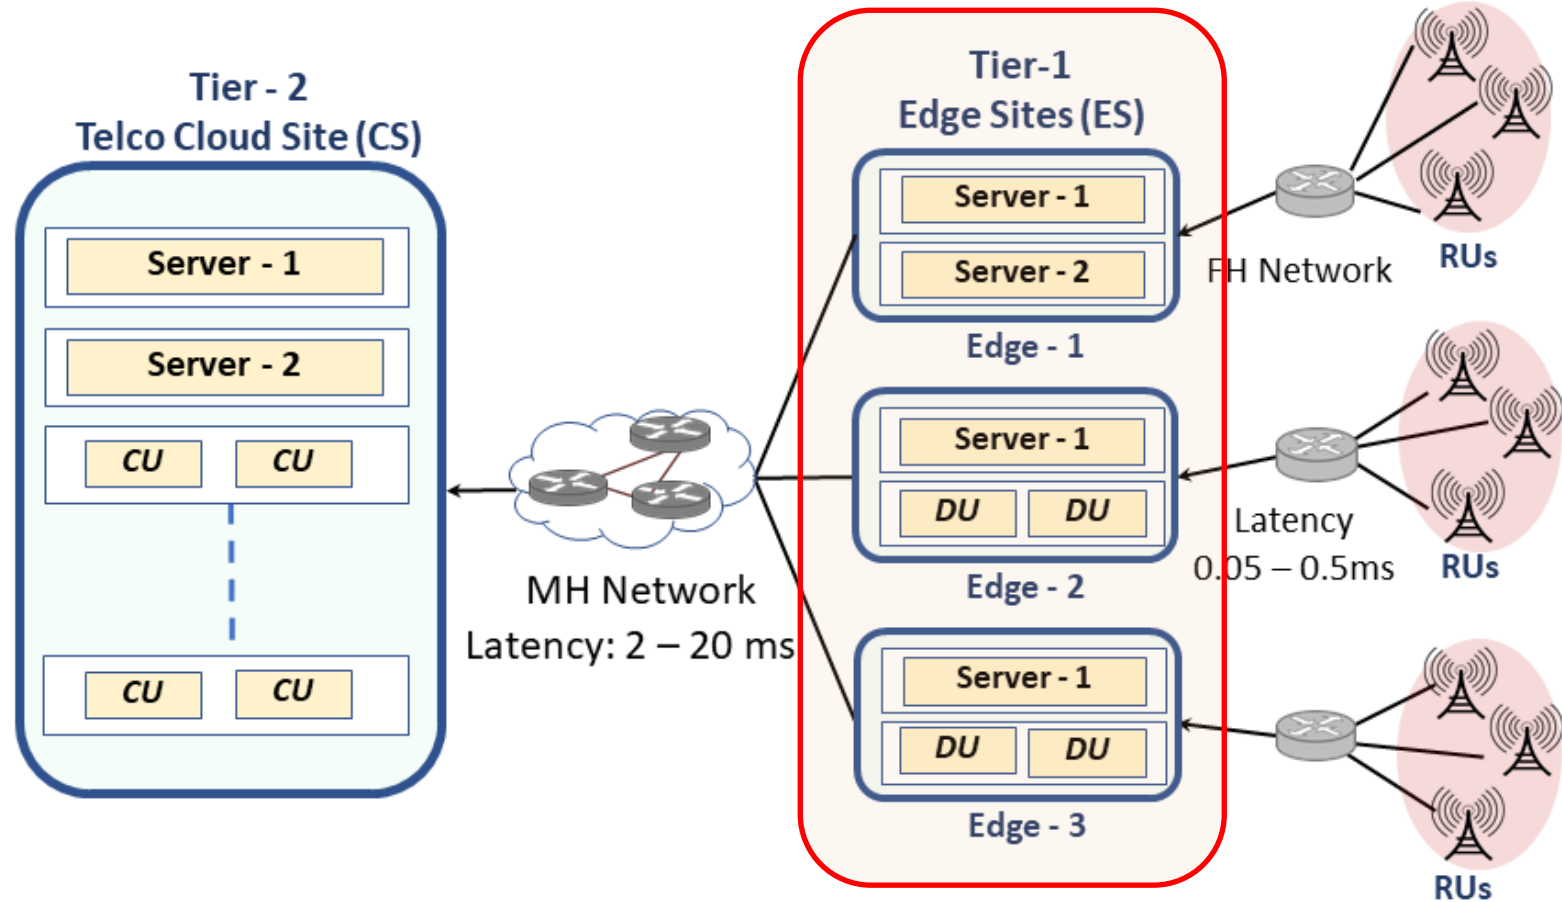 Tier - 2
Telco Cloud Site (CS)
Server - 1
Server - 2
CU CU
CU CU
MH Network
Latency: 2 – 20 ms
Tier-1
Edge Sites (ES)
Server - 1
Server - 2
Edge - 1
Server - 1
DU DU
Edge - 2
Server - 1
DU DU
Edge - 3
FH Network
RUs
Latency
0.05 – 0.5ms
RUs
RUs